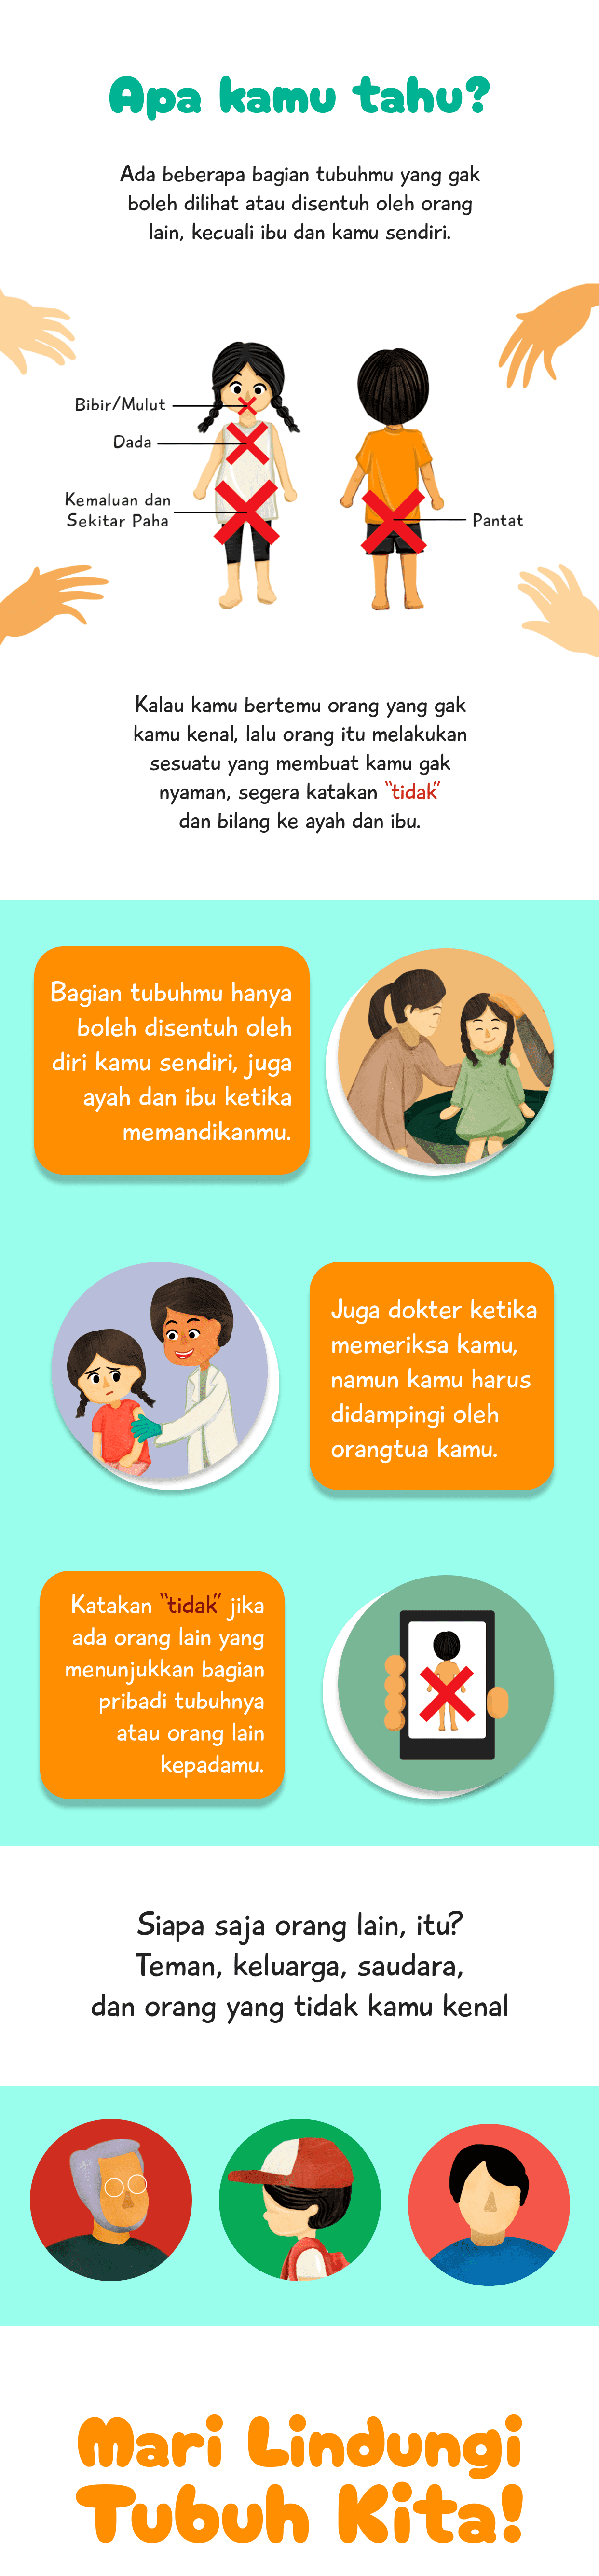 Apa kamu tahu?
Ada beberapa bagian tubuhmu yang gak
boleh dilihat atau disentuh oleh orang
lain, kecuali ibu dan kamu sendiri.
Bibir/Mulut
Dada
Kemaluan dan
Sekitar Paha
Pantat
Kalau kamu bertemu orang yang gak
kamu kenal, lalu orang itu melakukan
sesuatu yang membuat kamu gak
nyaman, segera katakan "tidak"
dan bilang ke ayah dan ibu.
Bagian tubuhmu hanya
boleh disentuh oleh
diri kamu sendiri, juga
ayah dan ibu ketika
memandikanmu.
Juga dokter ketika
memeriksa kamu,
namun kamu harus
didampingi oleh
orangtua kamu.
Katakan "tidak" jika
ada orang lain yang
menunjukkan bagian
pribadi tubuhnya
atau orang lain
kepadamu.
Siapa saja orang lain, itu?
Teman, keluarga, saudara,
dan orang yang tidak kamu kenal
Mari Lindungi
Tubuh Kita!